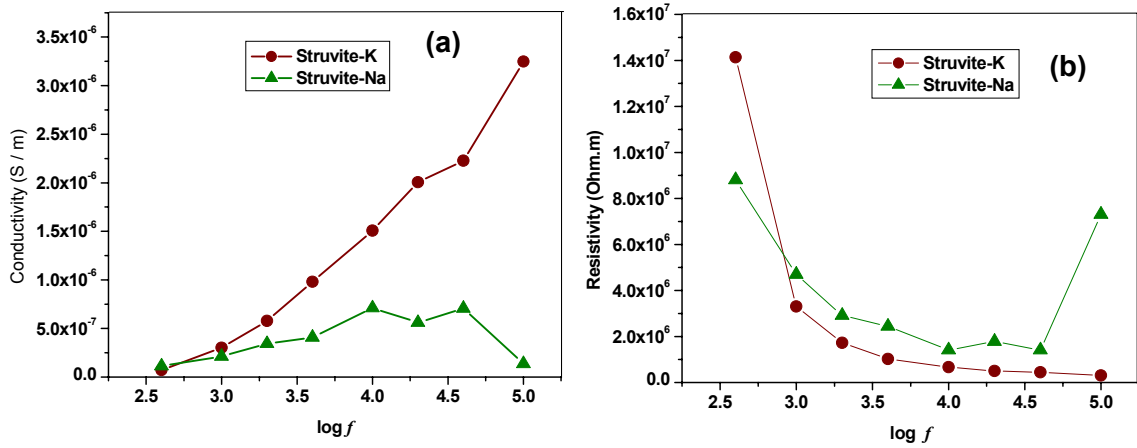 (a)
Struvite-K
Struvite-Na
3.5x10⁻⁶
3.0x10⁻⁶
2.5x10⁻⁶
2.0x10⁻⁶
1.5x10⁻⁶
1.0x10⁻⁶
5.0x10⁻⁷
0.0
Conductivity (S / m)
2.5 3.0 3.5 4.0 4.5 5.0
log f
(b)
Struvite-K
Struvite-Na
1.6x10⁷
1.4x10⁷
1.2x10⁷
1.0x10⁷
8.0x10⁶
6.0x10⁶
4.0x10⁶
2.0x10⁶
0.0
Resistivity (Ohm.m)
2.5 3.0 3.5 4.0 4.5 5.0
log f